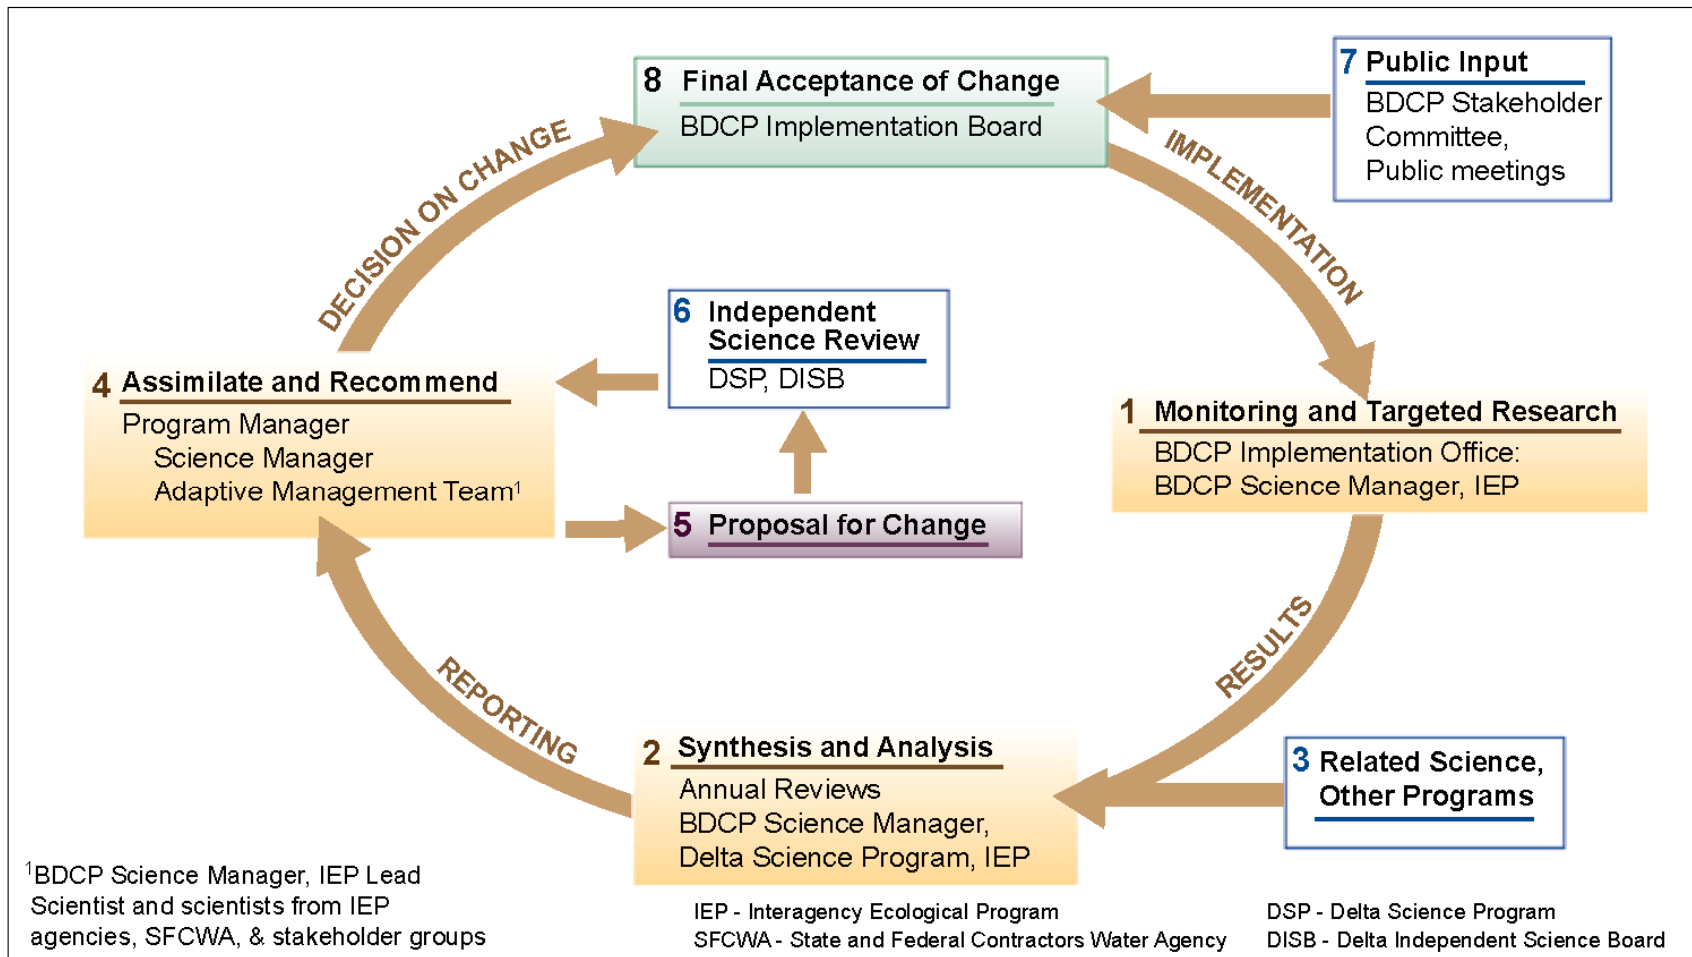 8 Final Acceptance of Change
BDCP Implementation Board
7 Public Input
BDCP Stakeholder
Committee,
Public meetings
DECISION ON CHANGE
IMPLEMENTATION
6 Independent
Science Review
DSP, DISB
4 Assimilate and Recommend
Program Manager
Science Manager
Adaptive Management Team¹
1 Monitoring and Targeted Research
BDCP Implementation Office:
BDCP Science Manager, IEP
5 Proposal for Change
REPORTING
RESULTS
2 Synthesis and Analysis
Annual Reviews
BDCP Science Manager,
Delta Science Program, IEP
3 Related Science,
Other Programs
¹BDCP Science Manager, IEP Lead
Scientist and scientists from IEP
agencies, SFCWA, & stakeholder groups
IEP - Interagency Ecological Program
SFCWA - State and Federal Contractors Water Agency
DSP - Delta Science Program
DISB - Delta Independent Science Board